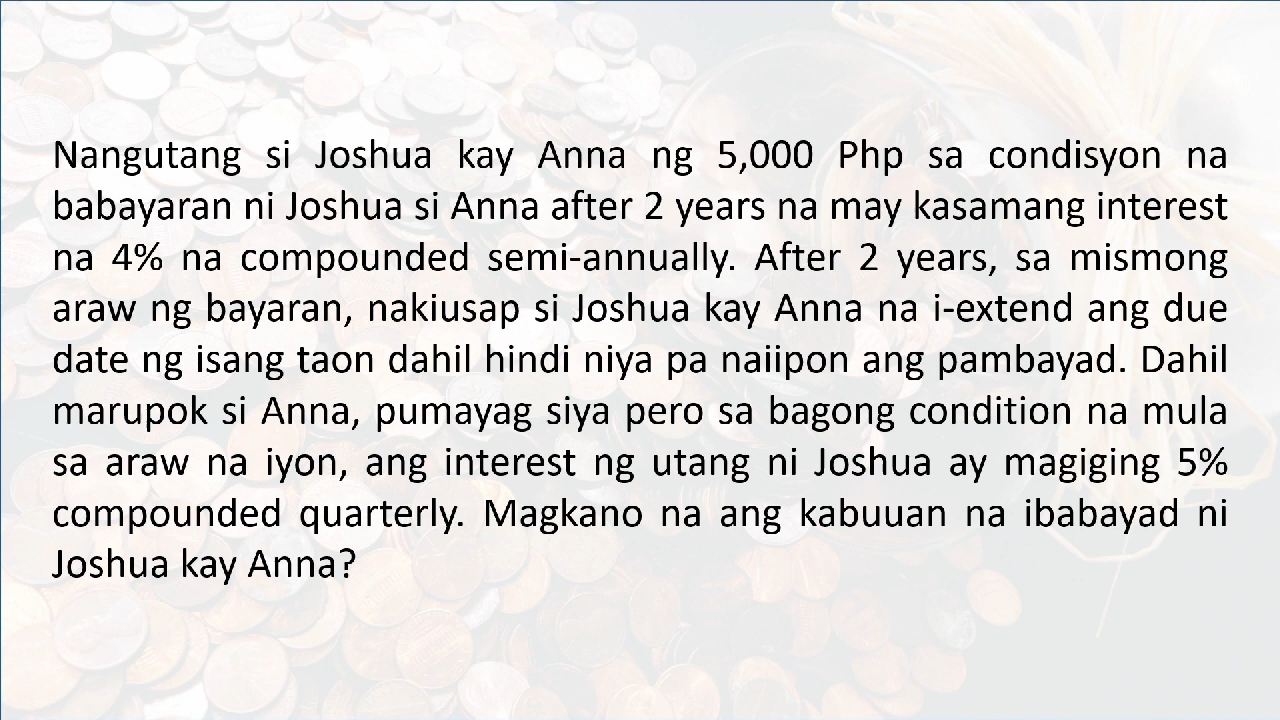 Nangutang si Joshua kay Anna ng 5,000 Php sa condisyon na
babayaran ni Joshua si Anna after 2 years na may kasamang interest
na 4% na compounded semi-annually. After 2 years, sa mismong
araw ng bayaran, nakiusap si Joshua kay Anna na i-extend ang due
date ng isang taon dahil hindi niya pa naiipon ang pambayad. Dahil
marupok si Anna, pumayag siya pero sa bagong condition na mula
sa araw na iyon, ang interest ng utang ni Joshua ay magiging 5%
compounded quarterly. Magkano na ang kabuuan na ibabayad ni
Joshua kay Anna?